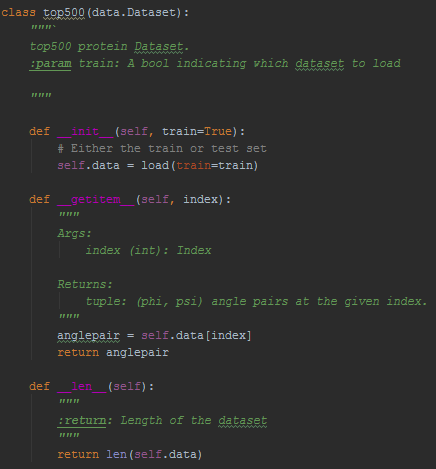 class top500(data.Dataset):
    """`
    top500 protein Dataset.
    :param train: A bool indicating which dataset to load

    """

    def __init__(self, train=True):
        # Either the train or test set
        self.data = load(train=train)

    def __getitem__(self, index):
        """
        Args:
            index (int): Index

        Returns:
            tuple: (phi, psi) angle pairs at the given index.
        """
        anglepair = self.data[index]
        return anglepair

    def __len__(self):
        """
        :return: Length of the dataset
        """
        return len(self.data)